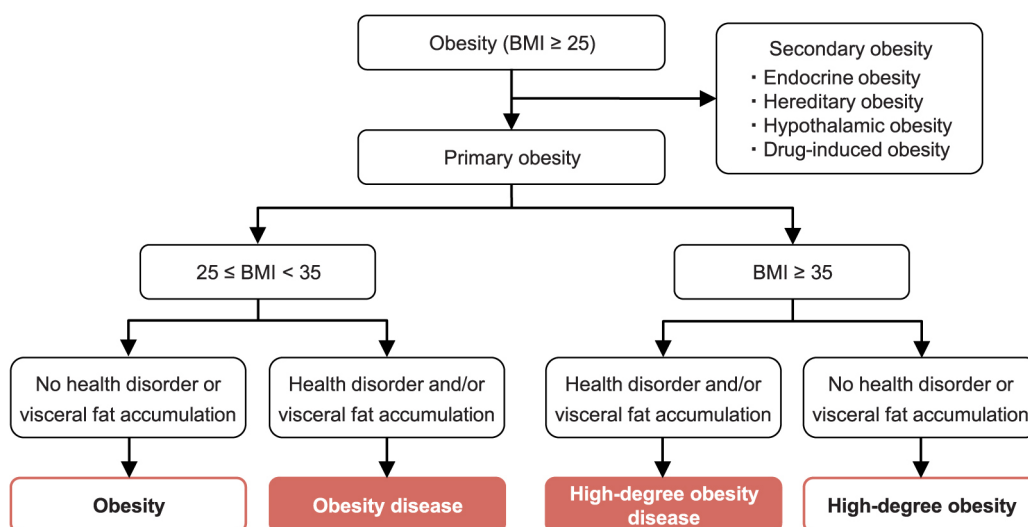 Obesity (BMI ≥ 25)
Secondary obesity
・Endocrine obesity
・Hereditary obesity
・Hypothalamic obesity
・Drug-induced obesity
Primary obesity
25 ≤ BMI < 35
BMI ≥ 35
No health disorder or
visceral fat accumulation
Health disorder and/or
visceral fat accumulation
Health disorder and/or
visceral fat accumulation
No health disorder or
visceral fat accumulation
Obesity
Obesity disease
High-degree obesity
disease
High-degree obesity